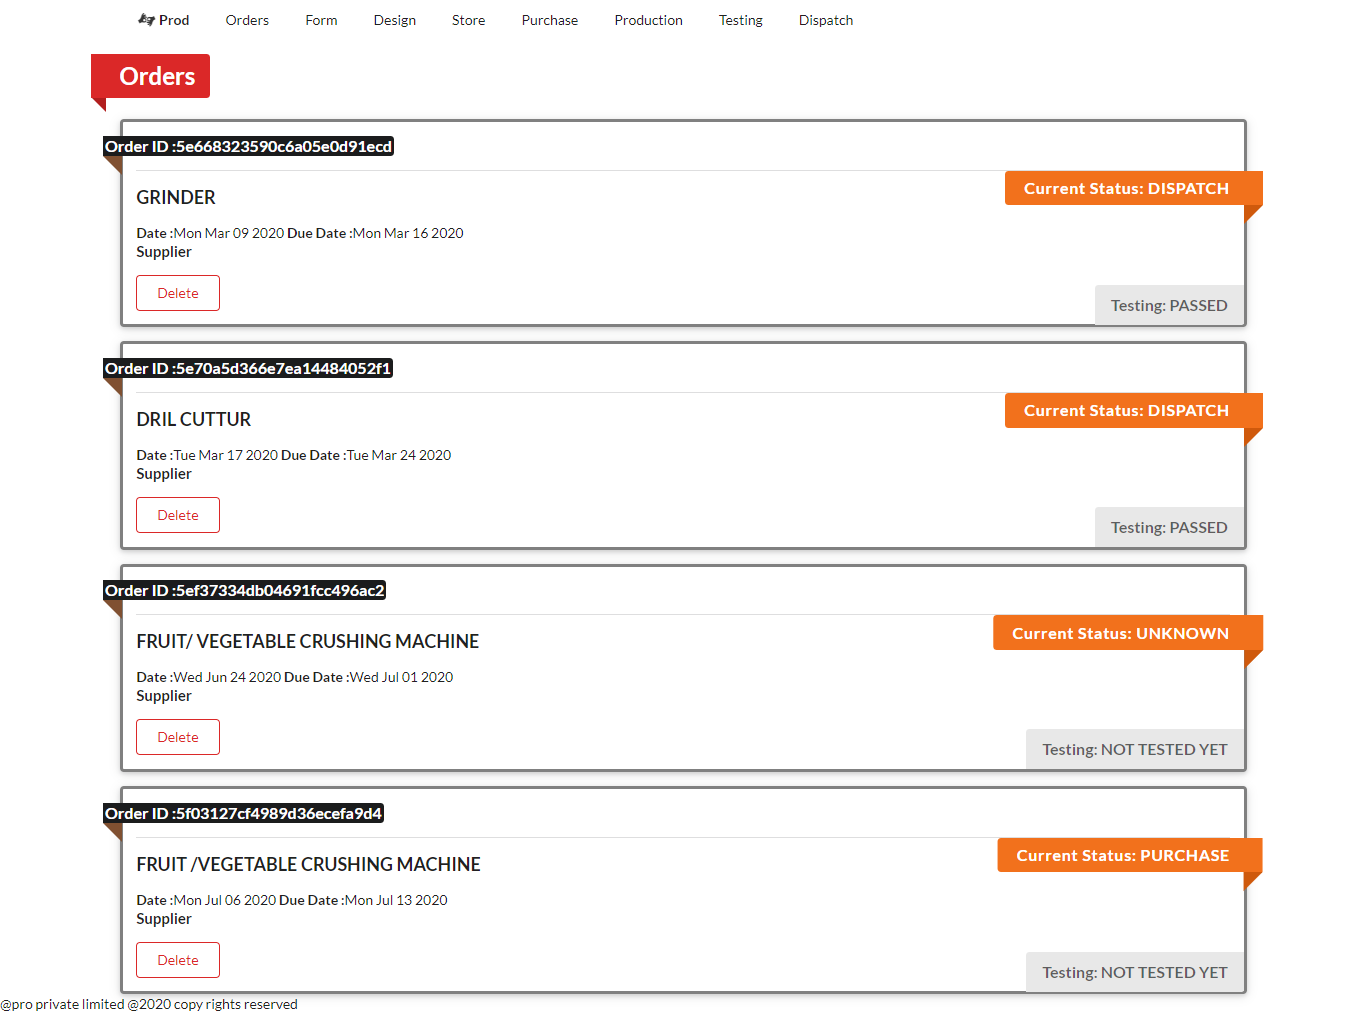 Prod Orders Form Design Store Purchase Production Testing Dispatch
Orders
Order ID :5e668323590c6a05e0d91ecd
GRINDER
Current Status: DISPATCH
Date :Mon Mar 09 2020 Due Date :Mon Mar 16 2020
Supplier
Delete
Testing: PASSED
Order ID :5e70a5d366e7ea14484052f1
DRIL CUTTUR
Current Status: DISPATCH
Date :Tue Mar 17 2020 Due Date :Tue Mar 24 2020
Supplier
Delete
Testing: PASSED
Order ID :5ef37334db04691fcc496ac2
FRUIT/ VEGETABLE CRUSHING MACHINE
Current Status: UNKNOWN
Date :Wed Jun 24 2020 Due Date :Wed Jul 01 2020
Supplier
Delete
Testing: NOT TESTED YET
Order ID :5f03127cf4989d36ecefa9d4
FRUIT /VEGETABLE CRUSHING MACHINE
Current Status: PURCHASE
Date :Mon Jul 06 2020 Due Date :Mon Jul 13 2020
Supplier
Delete
Testing: NOT TESTED YET
@pro private limited @2020 copy rights reserved